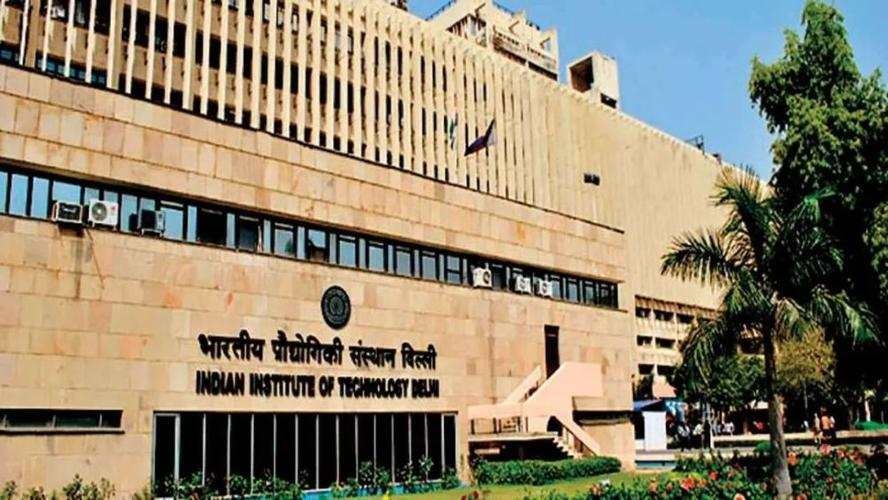 भारतीय प्रौद्योगिकी संस्थान दिल्ली
INDIAN INSTITUTE OF TECHNOLOGY DELHI